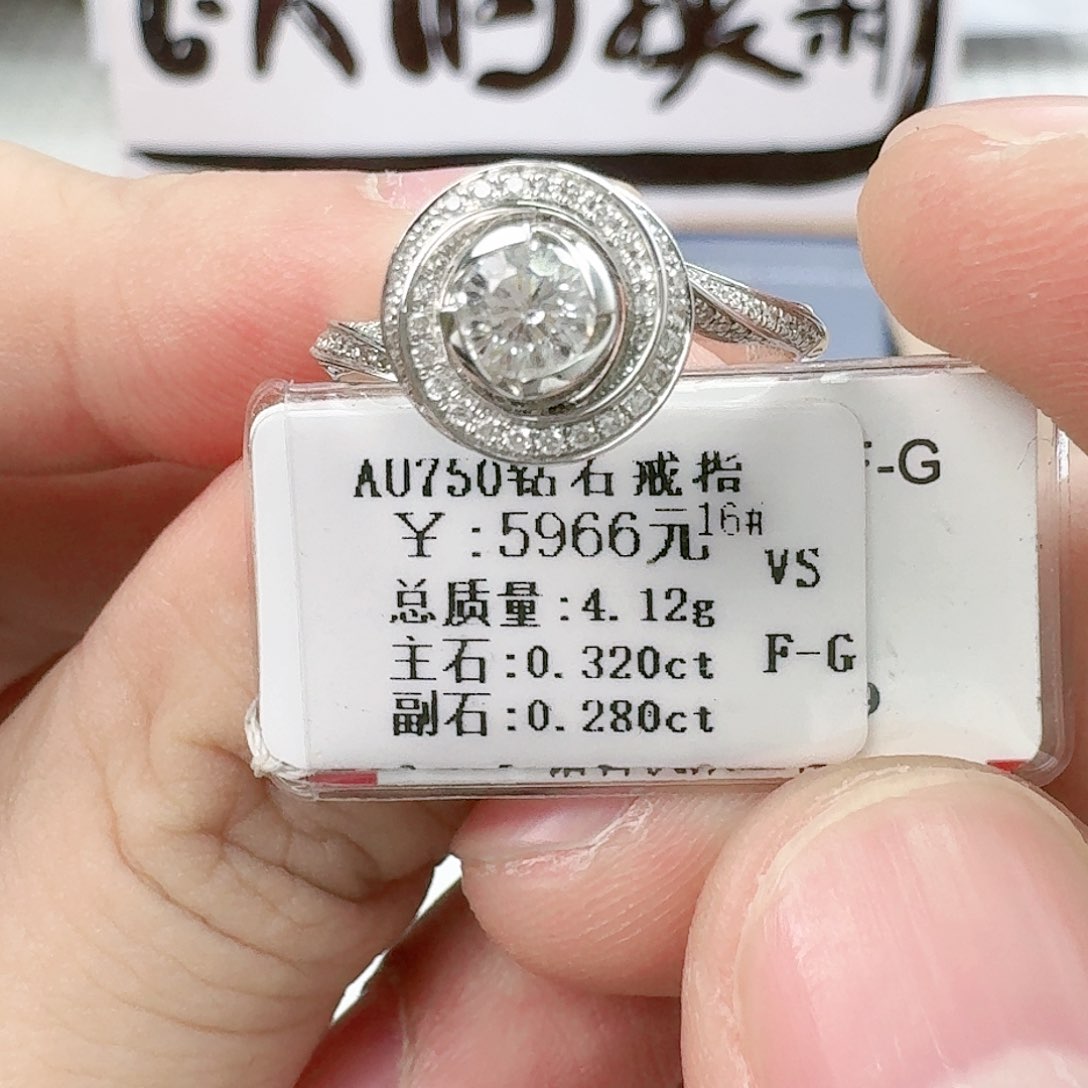 AU750钻石戒指
￥:5966元16#
VS
总质量:4.12g
主石:0.320ct
F-G
副石:0.280ct
-G